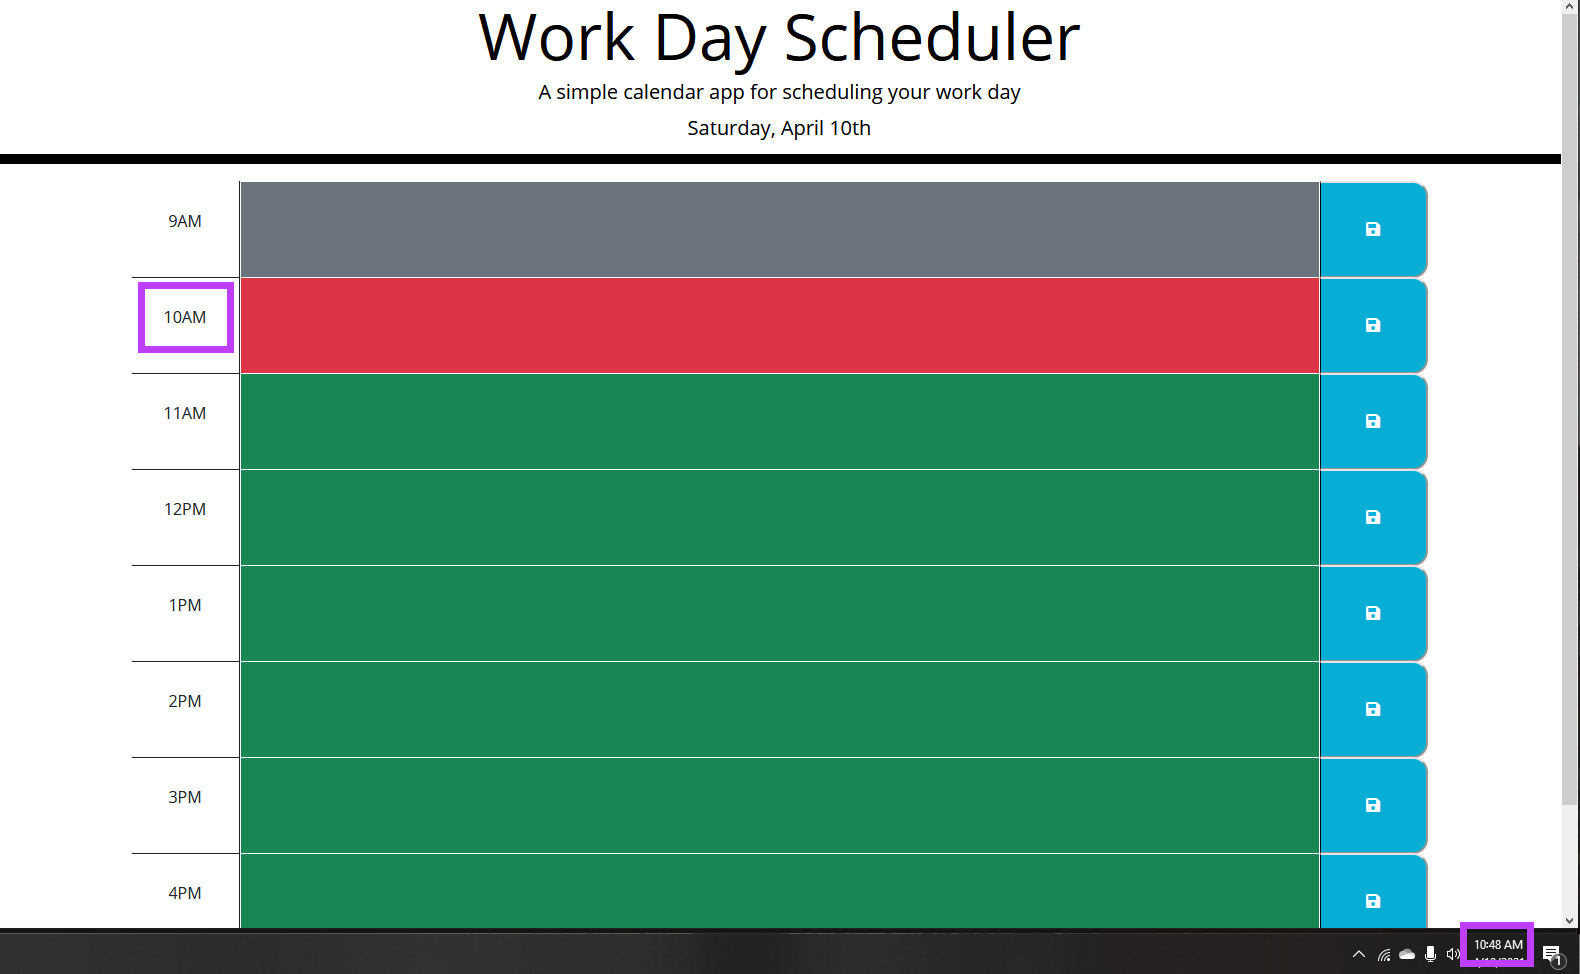 Work Day Scheduler
A simple calendar app for scheduling your work day
Saturday, April 10th
9AM
10AM
11AM
12PM
1PM
2PM
3PM
4PM
10:48 AM
1